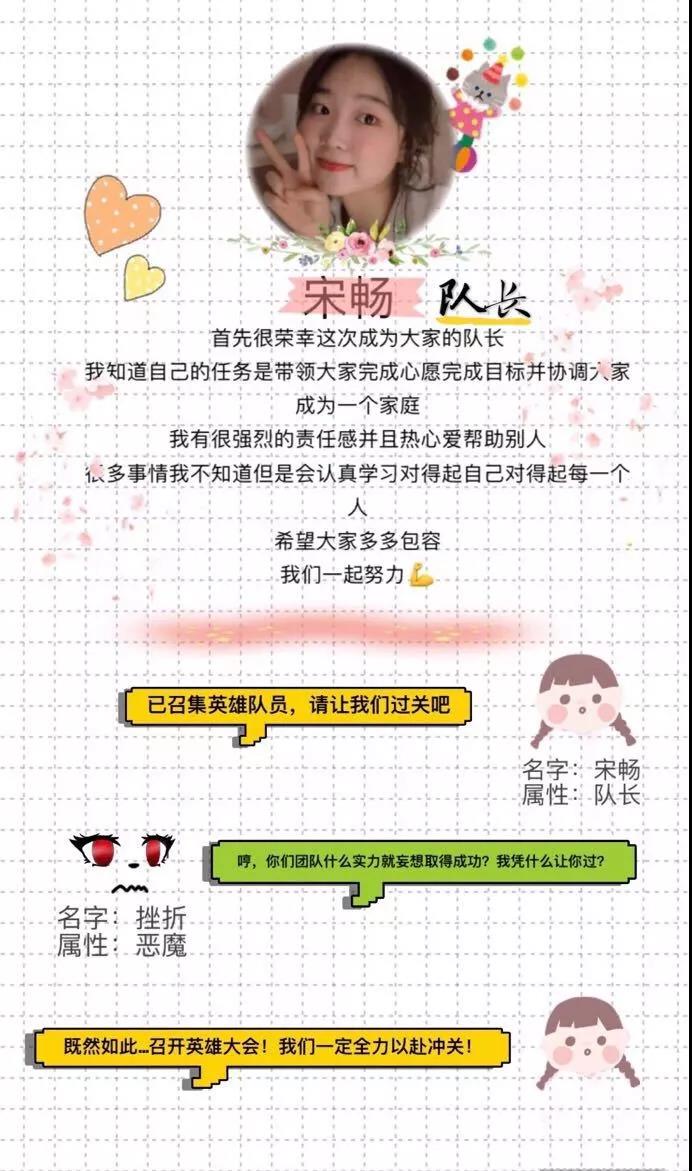 宋畅 队长
首先很荣幸这次成为大家的队长
我知道自己的任务是带领大家完成心愿完成目标并协调大家
成为一个家庭
我有很强烈的责任感并且热心爱帮助别人
很多事情我不知道但是会认真学习对得起自己对得起每一个
人
希望大家多多包容
我们一起努力💪
已召集英雄队员，请让我们过关吧
名字：宋畅
属性：队长
哼，你们团队什么实力就妄想取得成功？我凭什么让你过？
名字：挫折
属性：恶魔
既然如此...召开英雄大会！我们一定全力以赴冲关！